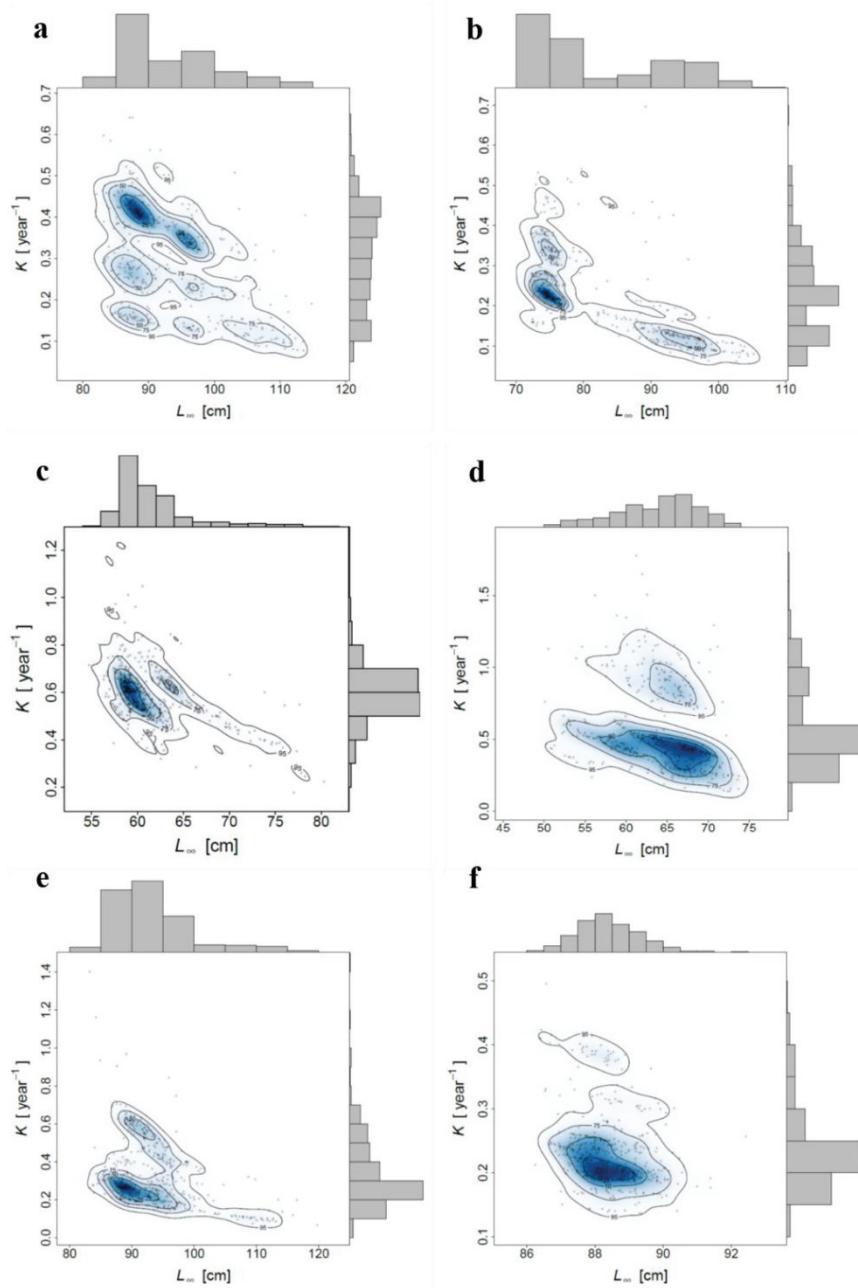 a
0.7
0.6
0.5
0.4
0.3
0.2
0.1
K [ year⁻¹ ]
80 90 100 110 120
L∞ [cm]
b
0.7
0.6
0.5
0.4
0.3
0.2
0.1
K [ year⁻¹ ]
70 80 90 100 110
L∞ [cm]
c
1.2
1.0
0.8
0.6
0.4
0.2
K [ year⁻¹ ]
55 60 65 70 75 80
L∞ [cm]
d
1.5
1.0
0.5
0.0
K [ year⁻¹ ]
45 50 55 60 65 70 75
L∞ [cm]
e
1.4
1.2
1.0
0.8
0.6
0.4
0.2
0.0
K [ year⁻¹ ]
80 90 100 110 120
L∞ [cm]
f
0.5
0.4
0.3
0.2
0.1
K [ year⁻¹ ]
86 88 90 92
L∞ [cm]